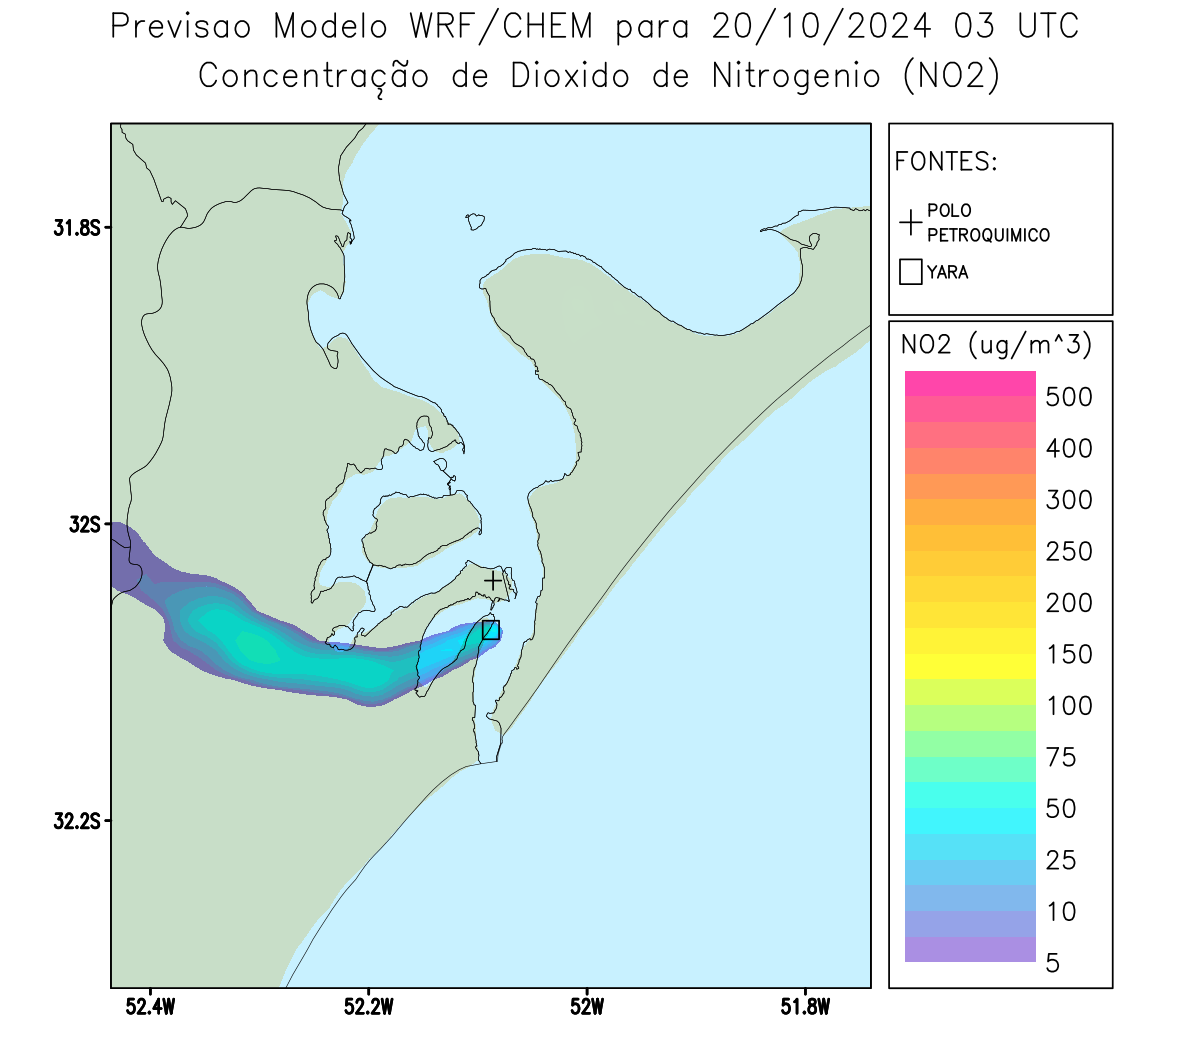 Previsao Modelo WRF/CHEM para 20/10/2024 03 UTC
Concentração de Dioxido de Nitrogenio (NO2)
FONTES:
POLO
PETROQUIMICO
YARA
31.8S
32S
32.2S
52.4W
52.2W
52W
51.8W
NO2 (ug/m^3)
500
400
300
250
200
150
100
75
50
25
10
5